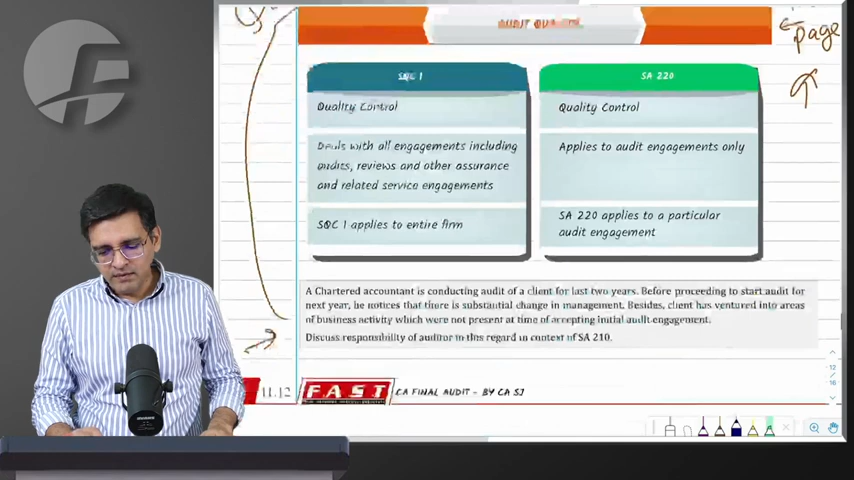 page
AUDIT QUALITY
SQC 1
Quality Control
Deals with all engagements including
audits, reviews and other assurance
and related service engagements
SQC 1 applies to entire firm
SA 220
Quality Control
Applies to audit engagements only
SA 220 applies to a particular
audit engagement
A Chartered accountant is conducting audit of a client for last two years. Before proceeding to start audit for
next year, he notices that there is substantial change in management. Besides, client has ventured into areas
of business activity which were not present at time of accepting initial audit engagement.
Discuss responsibility of auditor in this regard in context of SA 210.
11.12
FAST
CA FINAL AUDIT - BY CA SJ
12
16